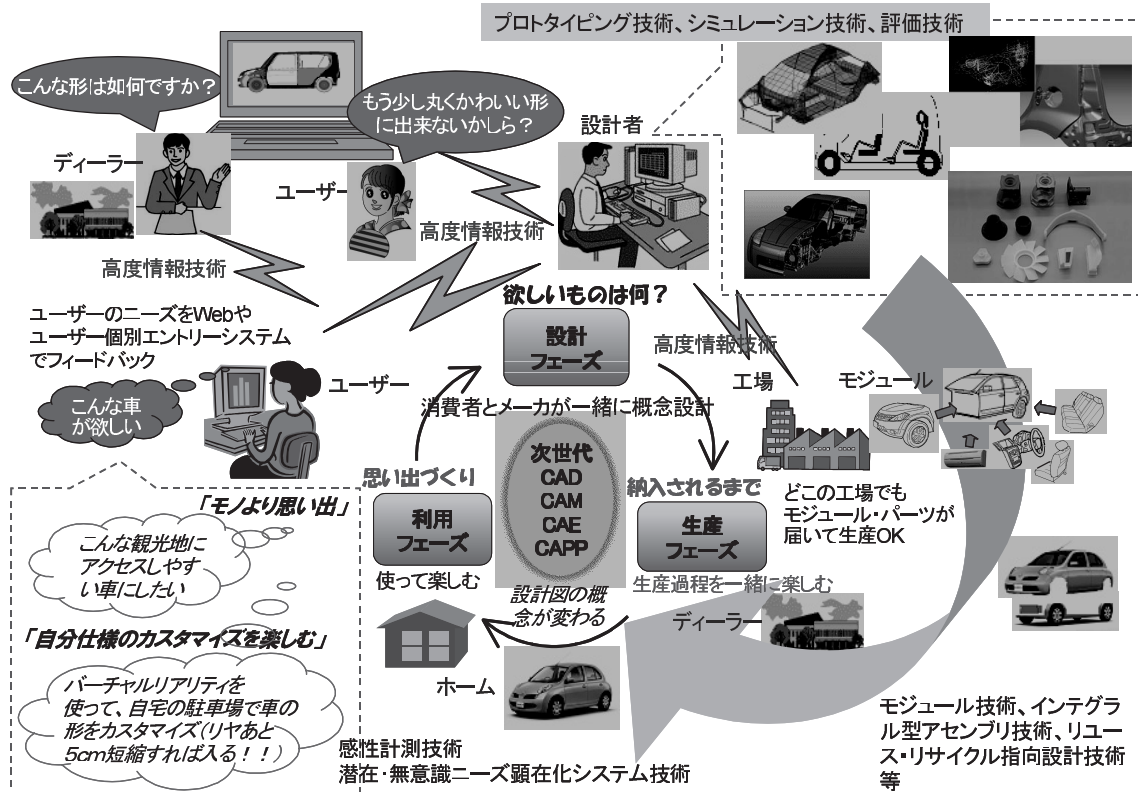 プロトタイピング技術、シミュレーション技術、評価技術
こんな形は如何ですか？
もう少し丸くかわいい形
に出来ないかしら？
設計者
ディーラー
ユーザー
高度情報技術
高度情報技術
欲しいものは何？
ユーザーのニーズをWebや
ユーザー個別エントリーシステム
でフィードバック
設計
フェーズ
高度情報技術
ユーザー
工場
モジュール
こんな車
が欲しい
消費者とメーカが一緒に概念設計
次世代
CAD
CAM
CAE
CAPP
思い出づくり
利用
フェーズ
使って楽しむ
納入されるまで
生産
フェーズ
生産過程を一緒に楽しむ
どこの工場でも
モジュール・パーツが
届いて生産OK
「モノより思い出」
こんな観光地に
アクセスしやす
い車にしたい
設計図の概
念が変わる
ディーラー
「自分仕様のカスタマイズを楽しむ」
バーチャルリアリティを
使って、自宅の駐車場で車の
形をカスタマイズ（リヤあと
5cm短縮すれば入る！！）
ホーム
感性計測技術
潜在・無意識ニーズ顕在化システム技術
モジュール技術、インテグラ
ル型アセンブリ技術、リユー
ス・リサイクル指向設計技術
等